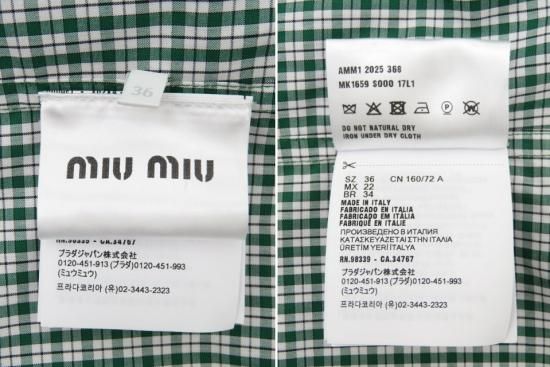 36
miu miu
RN.98339 - CA.34767
プラダジャパン株式会社
0120-451-913 (プラダ) 0120-451-993
(ミュウミュウ)
프라다코리아 (유) 02-3443-2323
AMM1 2025 368
MK1659 S000 17L1
DO NOT NATURAL DRY
IRON UNDER DRY CLOTH
SZ 36 CN 160/72 A
MX 22
BR 34
MADE IN ITALY
FABRICADO EN ITALIA
FABRICADO EM ITÁLIA
FABRIQUÉ EN ITALIE
ПРОИЗВЕДЕНО В ИТАЛИЯ
ΚΑΤΑΣΚΕΥΑΖΕΤΑΙ ΣΤΗΝ ΙΤΑΛΙΑ
ÜRETİM YERİ İTALYA
RN.98339 - CA.34767
プラダジャパン株式会社
0120-451-913 (プラダ) 0120-451-993
(ミュウミュウ)
프라다코리아 (유) 02-3443-2323